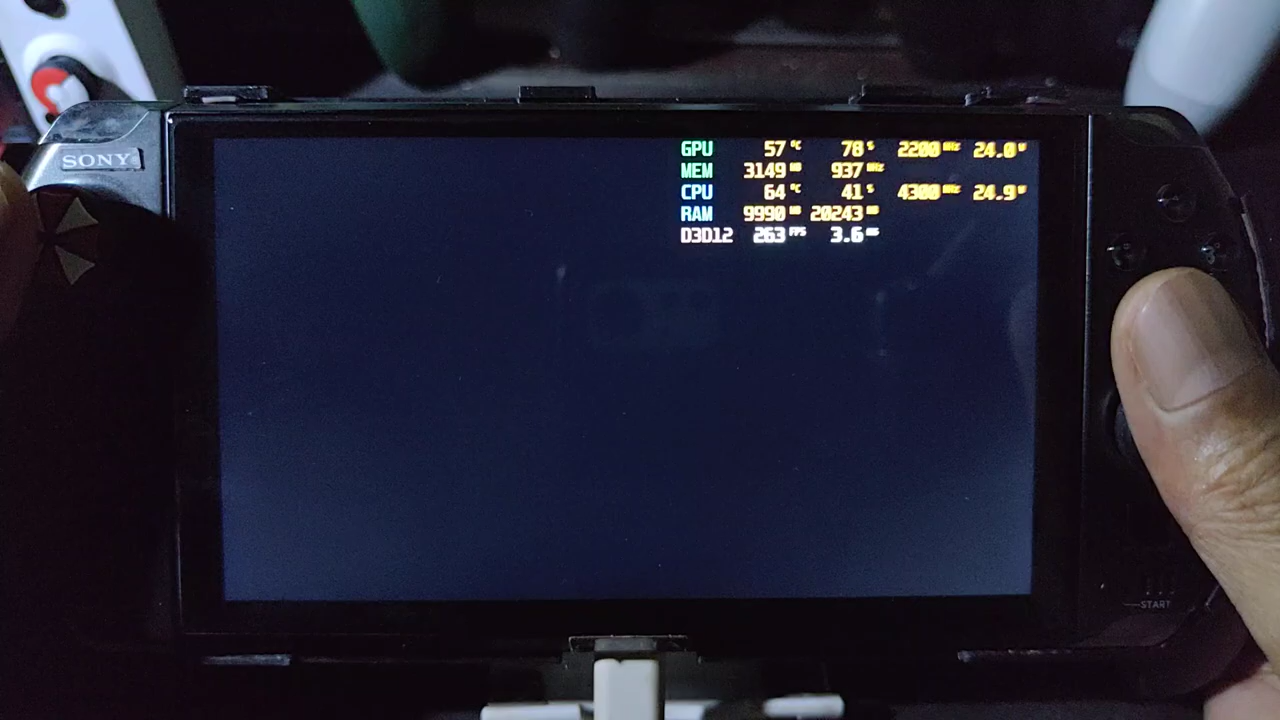 SONY
GPU 57 °C 78 % 2200 MHz 24.0 W
MEM 3149 MB 937 MHz
CPU 64 °C 41 % 4300 MHz 24.9 W
RAM 9990 MB 20243 MB
D3D12 263 FPS 3.6 ms
START